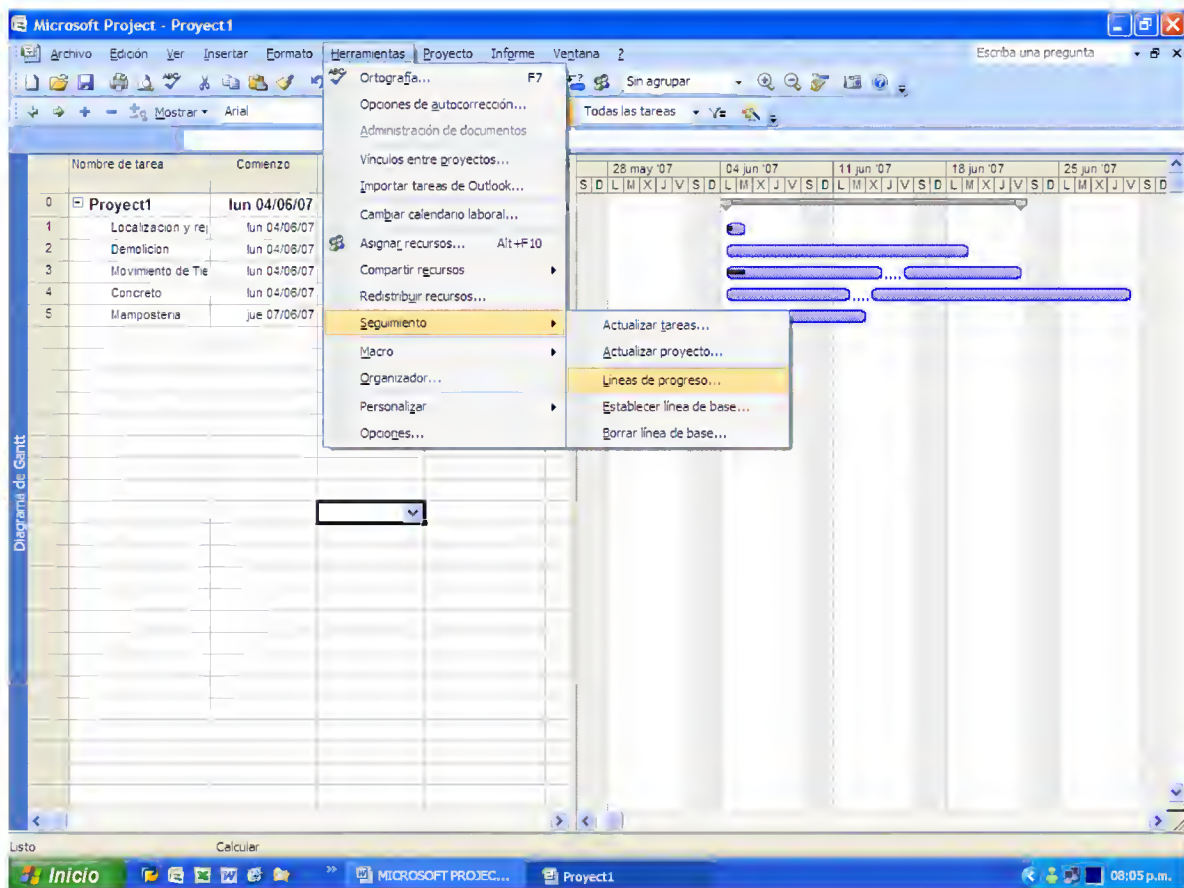 Microsoft Project - Proyect1
Archivo Edición Ver Insertar Formato Herramientas Proyecto Informe Ventana ? Escriba una pregunta
Sin agrupar
Mostrar Arial Todas las tareas
Ortografía... F7
Opciones de autocorrección...
Administración de documentos
Vínculos entre proyectos...
Importar tareas de Outlook...
Cambiar calendario laboral...
Asignar recursos... Alt+F10
Compartir recursos
Redistribuir recursos...
Seguimiento
Macro
Organizador...
Personalizar
Opciones...
Actualizar tareas...
Actualizar proyecto...
Líneas de progreso...
Establecer línea de base...
Borrar línea de base...
Nombre de tarea Comienzo
28 may '07 04 jun '07 11 jun '07 18 jun '07 25 jun '07
S D L M X J V S D L M X J V S D L M X J V S D L M X J V S D L M X J V S D
0 Proyect1 lun 04/06/07
1 Localizacion y re lun 04/06/07
2 Demolicion lun 04/06/07
3 Movimiento de Tie lun 04/06/07
4 Concreto lun 04/06/07
5 Mamposteria jue 07/06/07
Diagrama de Gantt
Listo Calcular
Inicio MICROSOFT PROJEC... Proyect1 08:05 p.m.